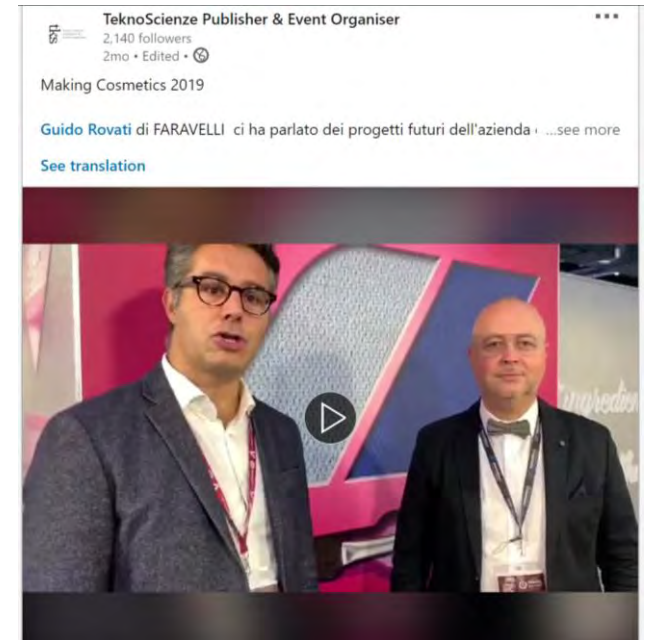 TeknoScienze Publisher & Event Organiser
2,140 followers
2mo • Edited •
Making Cosmetics 2019
Guido Rovati di FARAVELLI ci ha parlato dei progetti futuri dell'azienda ...see more
See translation